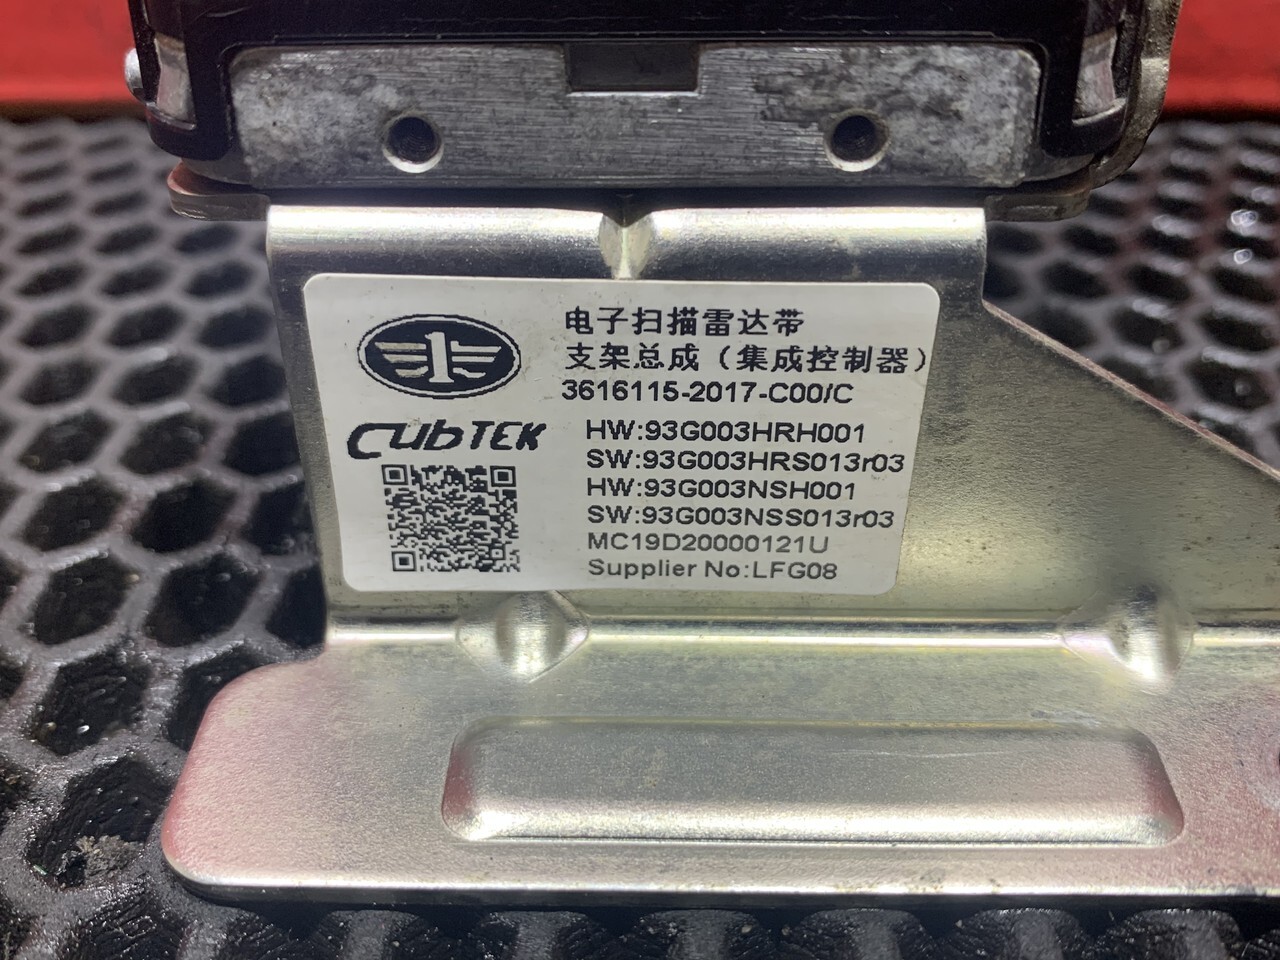 1
电子扫描雷达带
支架总成（集成控制器）
3616115-2017-C00/C
CUbTEK
HW:93G003HRH001
SW:93G003HRS013r03
HW:93G003NSH001
SW:93G003NSS013r03
MC19D20000121U
Supplier No:LFG08